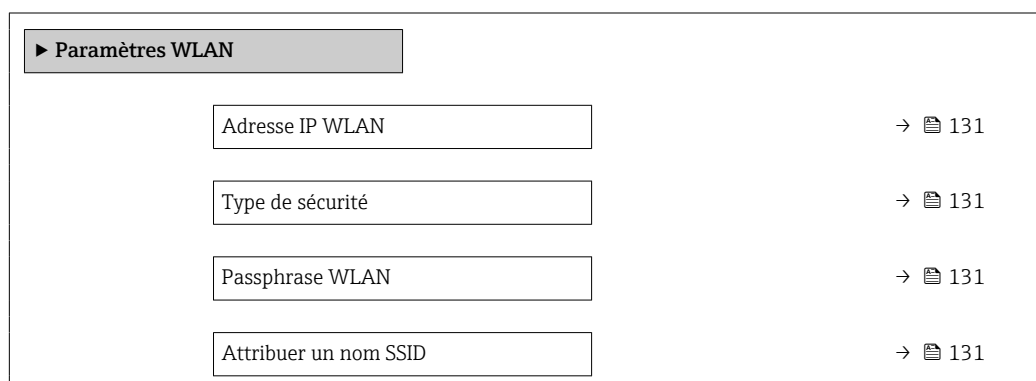 ▶ Paramètres WLAN
Adresse IP WLAN → 131
Type de sécurité → 131
Passphrase WLAN → 131
Attribuer un nom SSID → 131